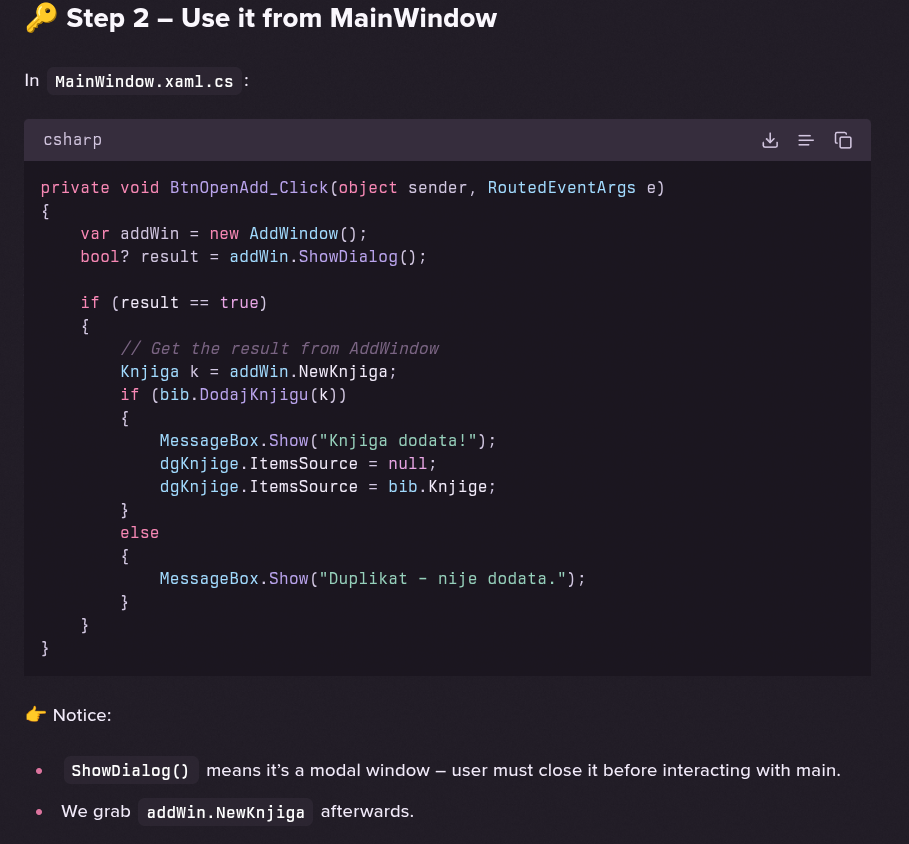 🔑 Step 2 – Use it from MainWindow
In MainWindow.xaml.cs:
csharp
private void BtnOpenAdd_Click(object sender, RoutedEventArgs e)
{
    var addWin = new AddWindow();
    bool? result = addWin.ShowDialog();

    if (result == true)
    {
        // Get the result from AddWindow
        Knjiga k = addWin.NewKnjiga;
        if (bib.DodajKnjigu(k))
        {
            MessageBox.Show("Knjiga dodata!");
            dgKnjige.ItemsSource = null;
            dgKnjige.ItemsSource = bib.Knjige;
        }
        else
        {
            MessageBox.Show("Duplikat – nije dodata.");
        }
    }
}
👉 Notice:
• ShowDialog() means it’s a modal window – user must close it before interacting with main.
• We grab addWin.NewKnjiga afterwards.